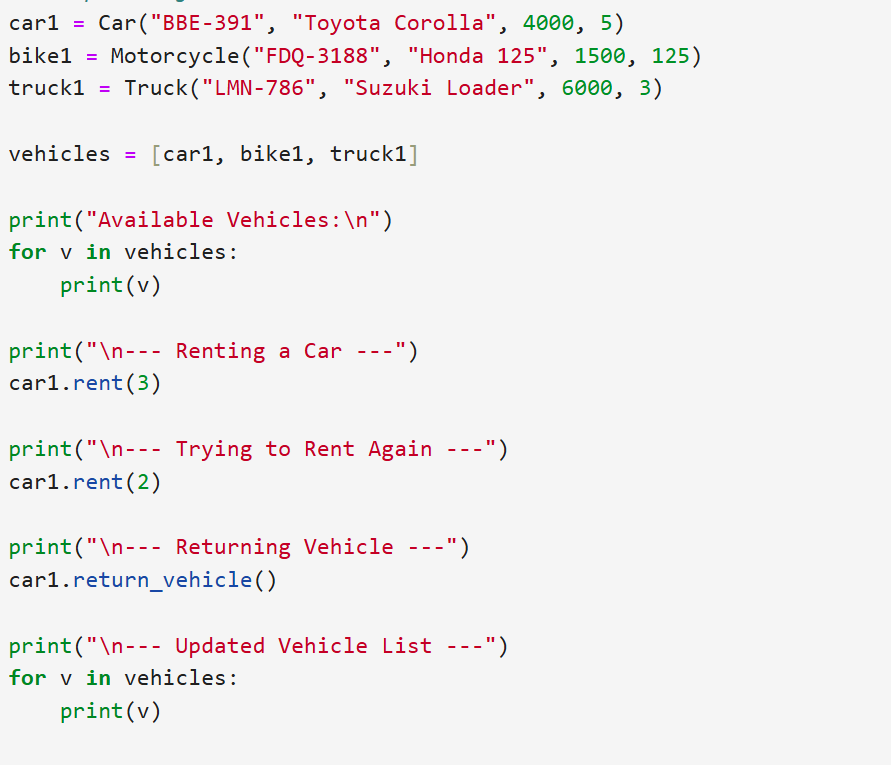 car1 = Car("BBE-391", "Toyota Corolla", 4000, 5)
bike1 = Motorcycle("FDQ-3188", "Honda 125", 1500, 125)
truck1 = Truck("LMN-786", "Suzuki Loader", 6000, 3)

vehicles = [car1, bike1, truck1]

print("Available Vehicles:\n")
for v in vehicles:
    print(v)

print("\n--- Renting a Car ---")
car1.rent(3)

print("\n--- Trying to Rent Again ---")
car1.rent(2)

print("\n--- Returning Vehicle ---")
car1.return_vehicle()

print("\n--- Updated Vehicle List ---")
for v in vehicles:
    print(v)